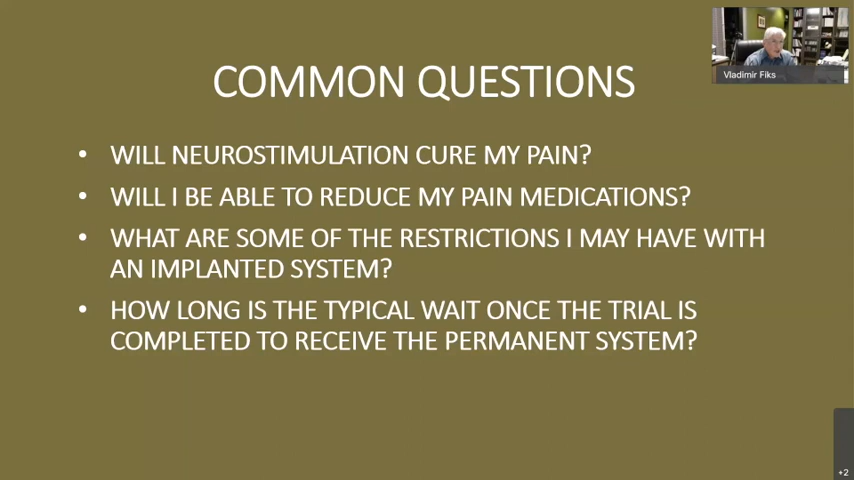 COMMON QUESTIONS
• WILL NEUROSTIMULATION CURE MY PAIN?
• WILL I BE ABLE TO REDUCE MY PAIN MEDICATIONS?
• WHAT ARE SOME OF THE RESTRICTIONS I MAY HAVE WITH
AN IMPLANTED SYSTEM?
• HOW LONG IS THE TYPICAL WAIT ONCE THE TRIAL IS
COMPLETED TO RECEIVE THE PERMANENT SYSTEM?
Vladimir Fiks
+2